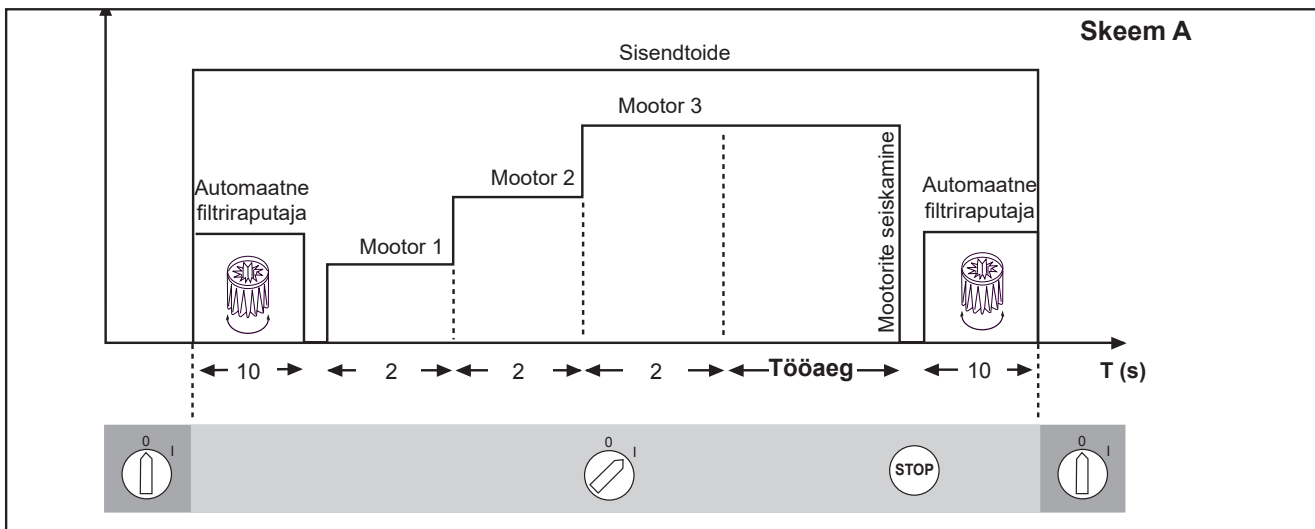 Skeem A
Sisendtoide
Mootor 3
Mootor 2
Mootor 1
Automaatne
filtriraputaja
Mootorite seiskamine
Automaatne
filtriraputaja
10
2
2
2
Tööaeg
10
T (s)
0
I
0
I
STOP
0
I